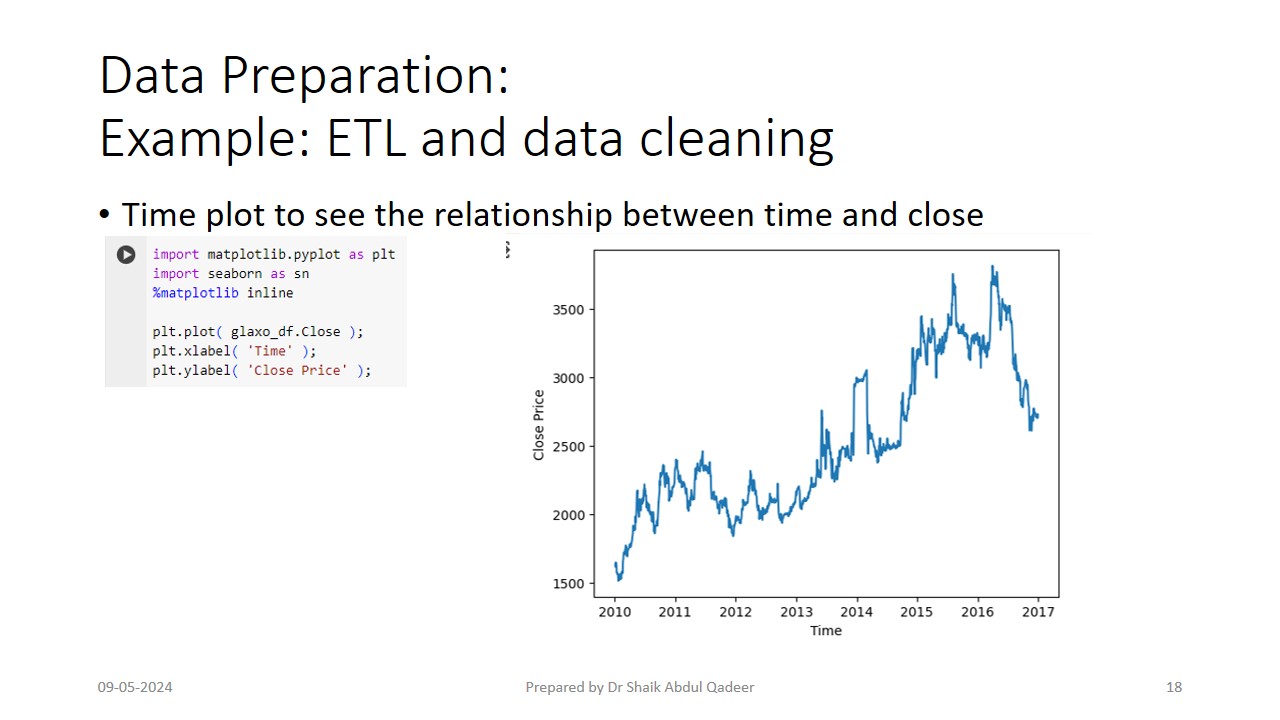 Data Preparation:
Example: ETL and data cleaning
• Time plot to see the relationship between time and close
import matplotlib.pyplot as plt
import seaborn as sn
%matplotlib inline
plt.plot( glaxo_df.Close );
plt.xlabel( 'Time' );
plt.ylabel( 'Close Price' );
3500
3000
2500
2000
1500
Close Price
2010 2011 2012 2013 2014 2015 2016 2017
Time
09-05-2024 Prepared by Dr Shaik Abdul Qadeer 18